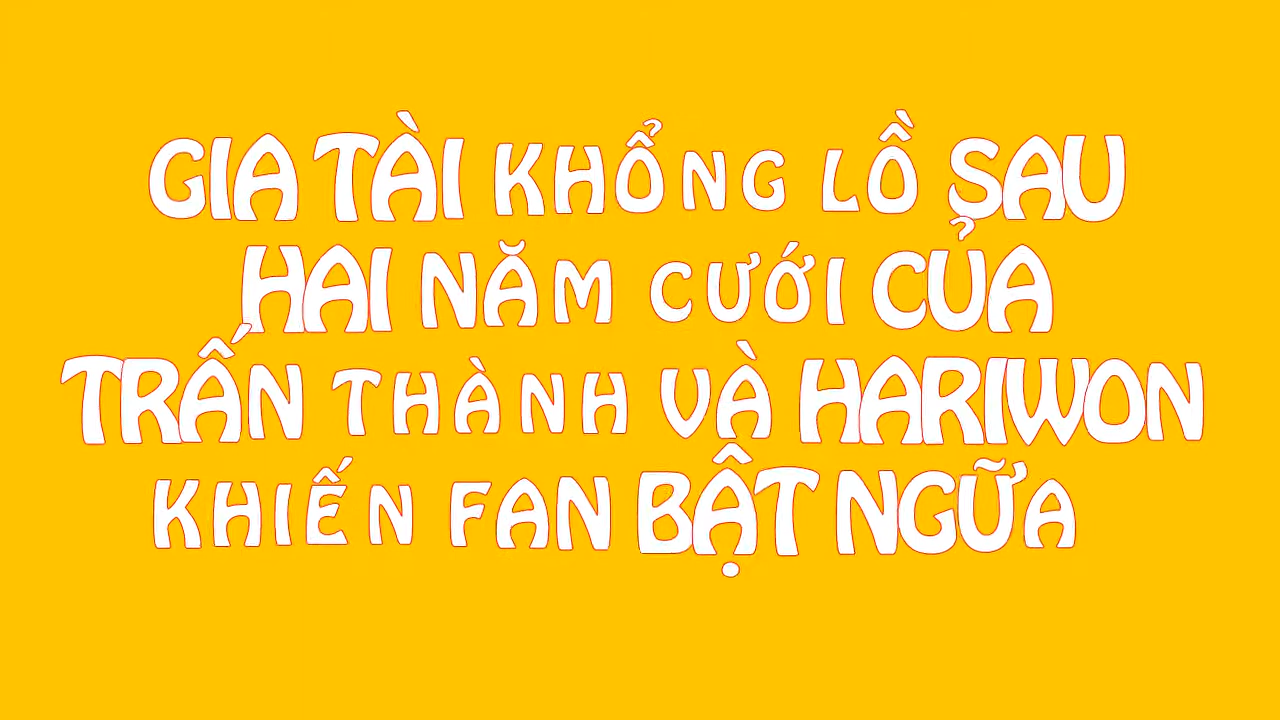 GIA TÀI KHỔNG LỒ SAU
HAI NĂM CƯỚI CỦA
TRẤN THÀNH VÀ HARIWON
KHIẾN FAN BẬT NGỮA